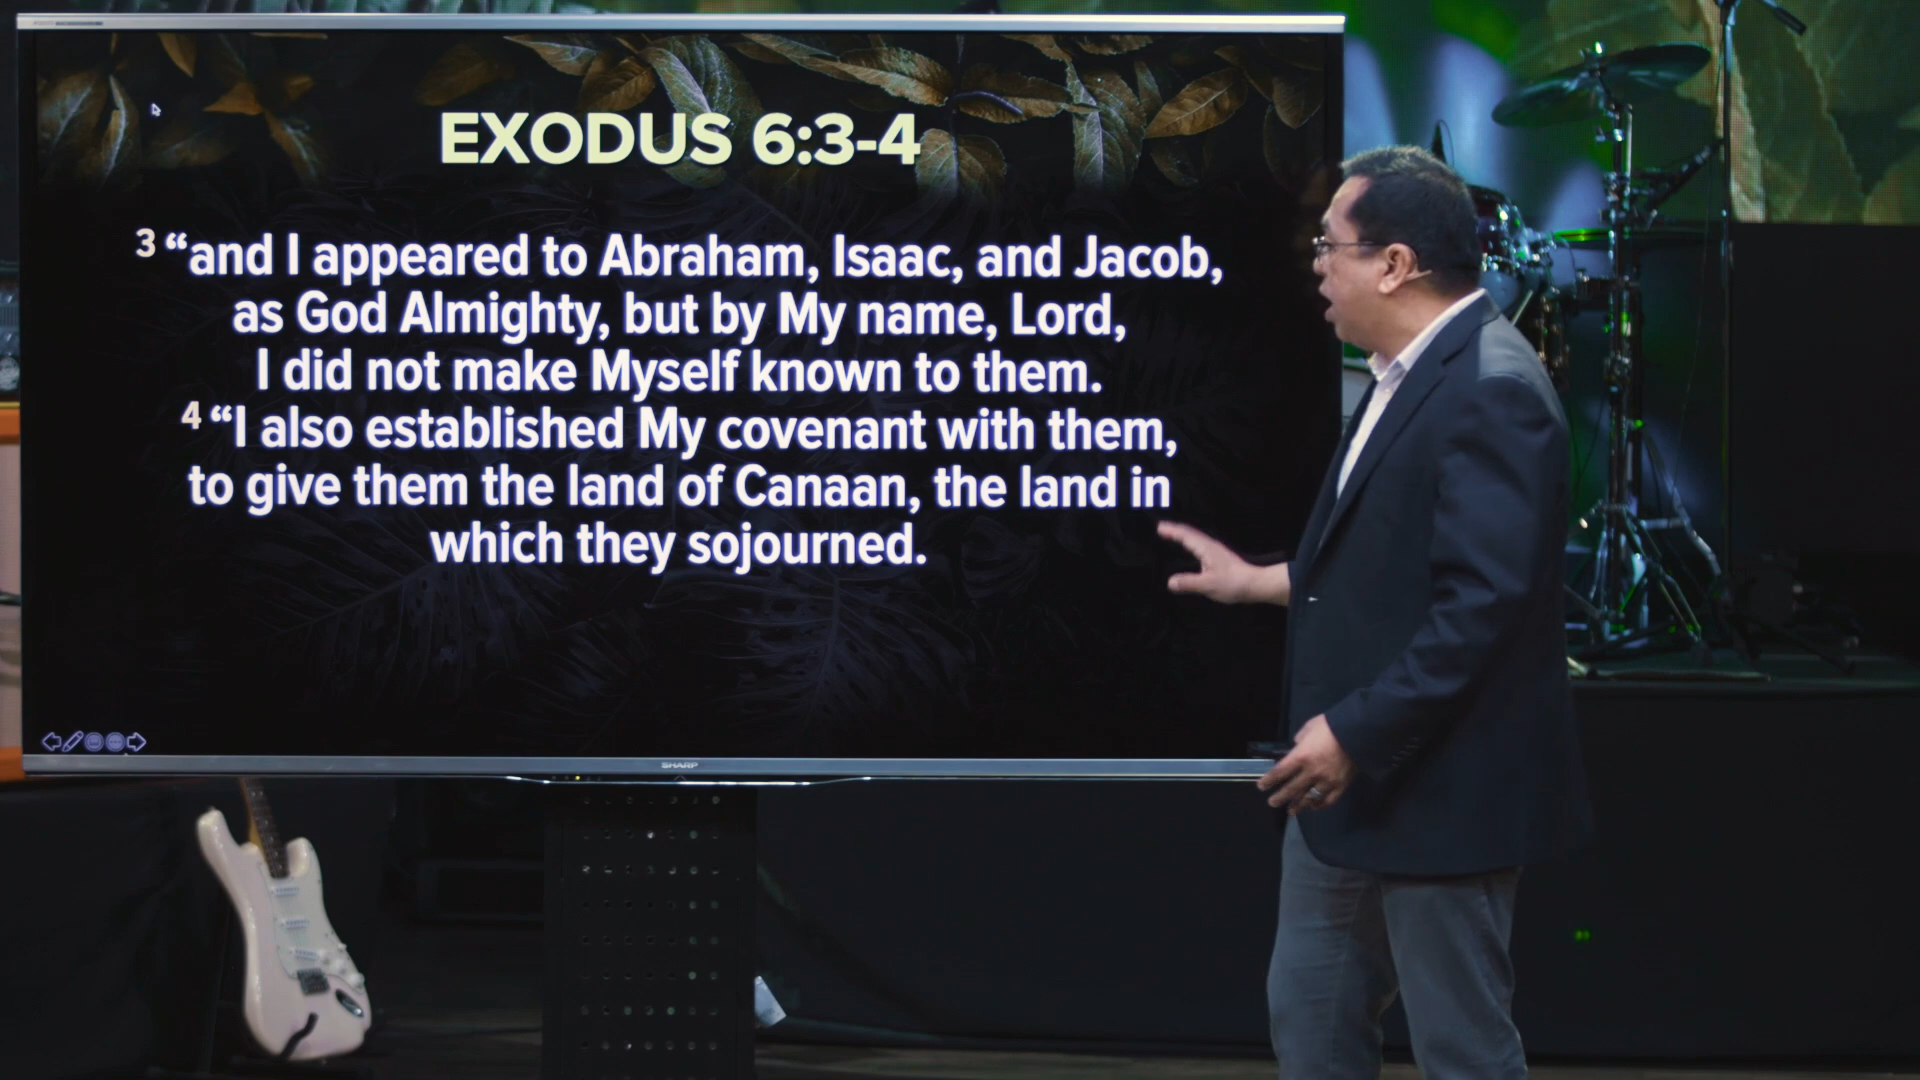 EXODUS 6:3-4
3 “and I appeared to Abraham, Isaac, and Jacob,
as God Almighty, but by My name, Lord,
I did not make Myself known to them.
4 “I also established My covenant with them,
to give them the land of Canaan, the land in
which they sojourned.
SHARP